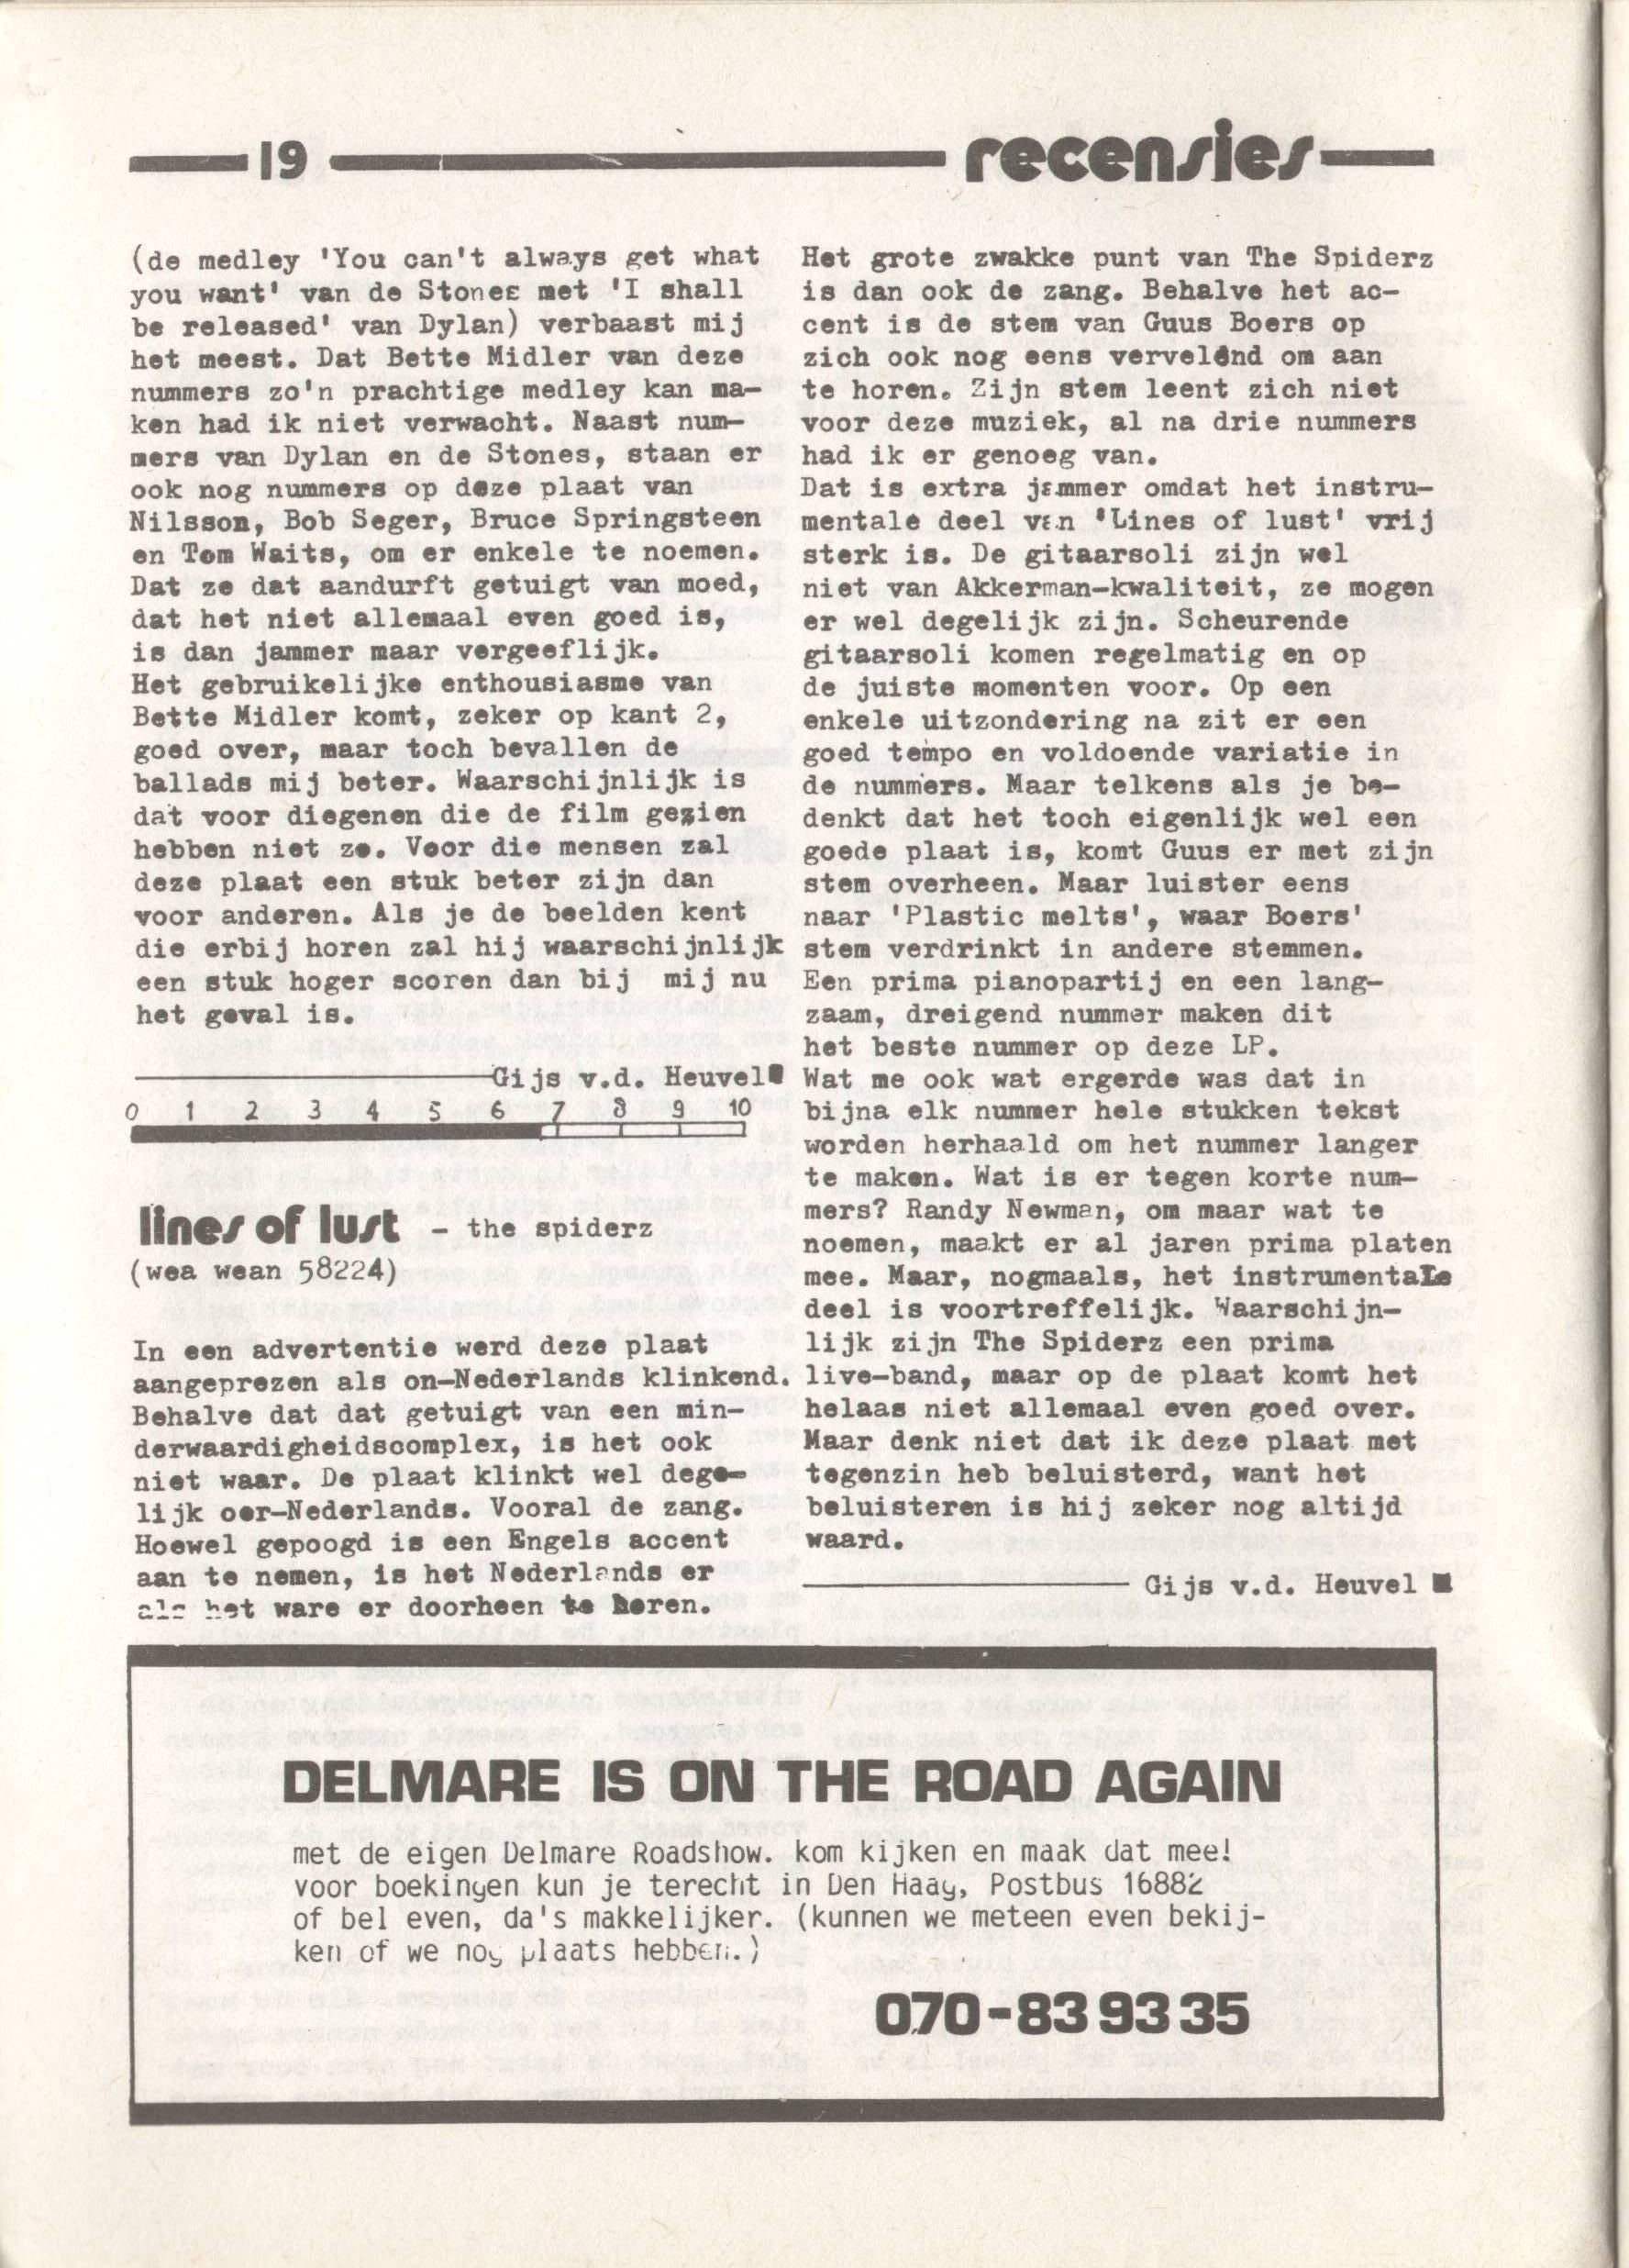 19
recensies
(de medley 'You can't always get what
you want' van de Stones met 'I shall
be released' van Dylan) verbaast mij
het meest. Dat Bette Midler van deze
nummers zo'n prachtige medley kan ma-
ken had ik niet verwacht. Naast num-
mers van Dylan en de Stones, staan er
ook nog nummers op deze plaat van
Nilsson, Bob Seger, Bruce Springsteen
en Tom Waits, om er enkele te noemen.
Dat ze dat aandurft getuigt van moed,
dat het niet allemaal even goed is,
is dan jammer maar vergeeflijk.
Het gebruikelijke enthousiasme van
Bette Midler komt, zeker op kant 2,
goed over, maar toch bevallen de
ballads mij beter. Waarschijnlijk is
dat voor diegenen die de film gezien
hebben niet zo. Voor die mensen zal
deze plaat een stuk beter zijn dan
voor anderen. Als je de beelden kent
die erbij horen zal hij waarschijnlijk
een stuk hoger scoren dan bij mij nu
het geval is.
Gijs v.d. Heuvel
0 1 2 3 4 5 6 7 8 9 10
lines of lust - the spiderz
(wea wean 58224)
In een advertentie werd deze plaat
aangeprezen als on-Nederlands klinkend.
Behalve dat dat getuigt van een min-
derwaardigheidscomplex, is het ook
niet waar. De plaat klinkt wel dege-
lijk oer-Nederlands. Vooral de zang.
Hoewel gepoogd is een Engels accent
aan te nemen, is het Nederlands er
als het ware er doorheen te horen.
Het grote zwakke punt van The Spiderz
is dan ook de zang. Behalve het ac-
cent is de stem van Guus Boers op
zich ook nog eens vervelend om aan
te horen. Zijn stem leent zich niet
voor deze muziek, al na drie nummers
had ik er genoeg van.
Dat is extra jammer omdat het instru-
mentale deel van 'Lines of lust' vrij
sterk is. De gitaarsoli zijn wel
niet van Akkerman-kwaliteit, ze mogen
er wel degelijk zijn. Scheurende
gitaarsoli komen regelmatig en op
de juiste momenten voor. Op een
enkele uitzondering na zit er een
goed tempo en voldoende variatie in
de nummers. Maar telkens als je be-
denkt dat het toch eigenlijk wel een
goede plaat is, komt Guus er met zijn
stem overheen. Maar luister eens
naar 'Plastic melts', waar Boers'
stem verdrinkt in andere stemmen.
Een prima pianopartij en een lang-
zaam, dreigend nummer maken dit
het beste nummer op deze LP.
Wat me ook wat ergerde was dat in
bijna elk nummer hele stukken tekst
worden herhaald om het nummer langer
te maken. Wat is er tegen korte num-
mers? Randy Newman, om maar wat te
noemen, maakt er al jaren prima platen
mee. Maar, nogmaals, het instrumentale
deel is voortreffelijk. Waarschijn-
lijk zijn The Spiderz een prima
live-band, maar op de plaat komt het
helaas niet allemaal even goed over.
Maar denk niet dat ik deze plaat met
tegenzin heb beluisterd, want het
beluisteren is hij zeker nog altijd
waard.
Gijs v.d. Heuvel
DELMARE IS ON THE ROAD AGAIN
met de eigen Delmare Roadshow. kom kijken en maak dat mee!
voor boekingen kun je terecht in Den Haag, Postbus 16882
of bel even, da's makkelijker. (kunnen we meteen even bekij-
ken of we nog plaats hebben.)
070-83 93 35